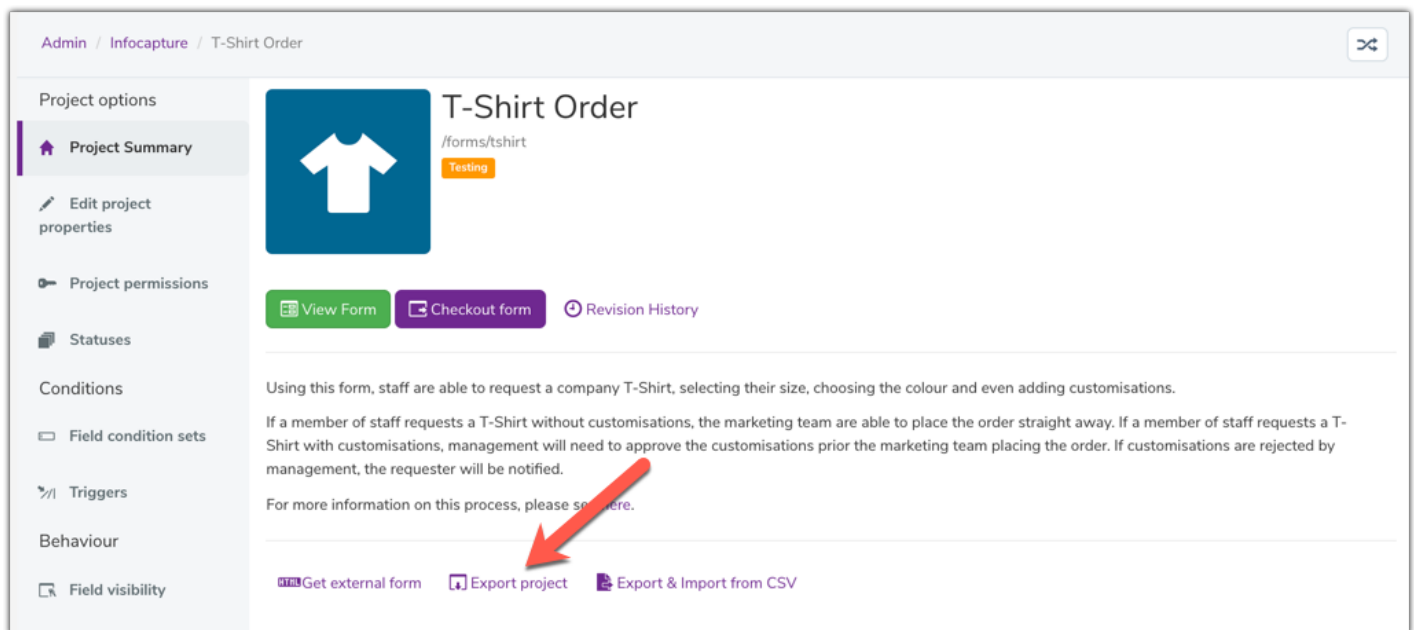 Admin / Infocapture / T-Shirt Order
Project options
Project Summary
Edit project
properties
Project permissions
Statuses
Conditions
Field condition sets
Triggers
Behaviour
Field visibility
T-Shirt Order
/forms/tshirt
Testing
View Form
Checkout form
Revision History
Using this form, staff are able to request a company T-Shirt, selecting their size, choosing the colour and even adding customisations.
If a member of staff requests a T-Shirt without customisations, the marketing team are able to place the order straight away. If a member of staff requests a T-
Shirt with customisations, management will need to approve the customisations prior the marketing team placing the order. If customisations are rejected by
management, the requester will be notified.
For more information on this process, please
HTML Get external form
Export project
Export & Import from CSV